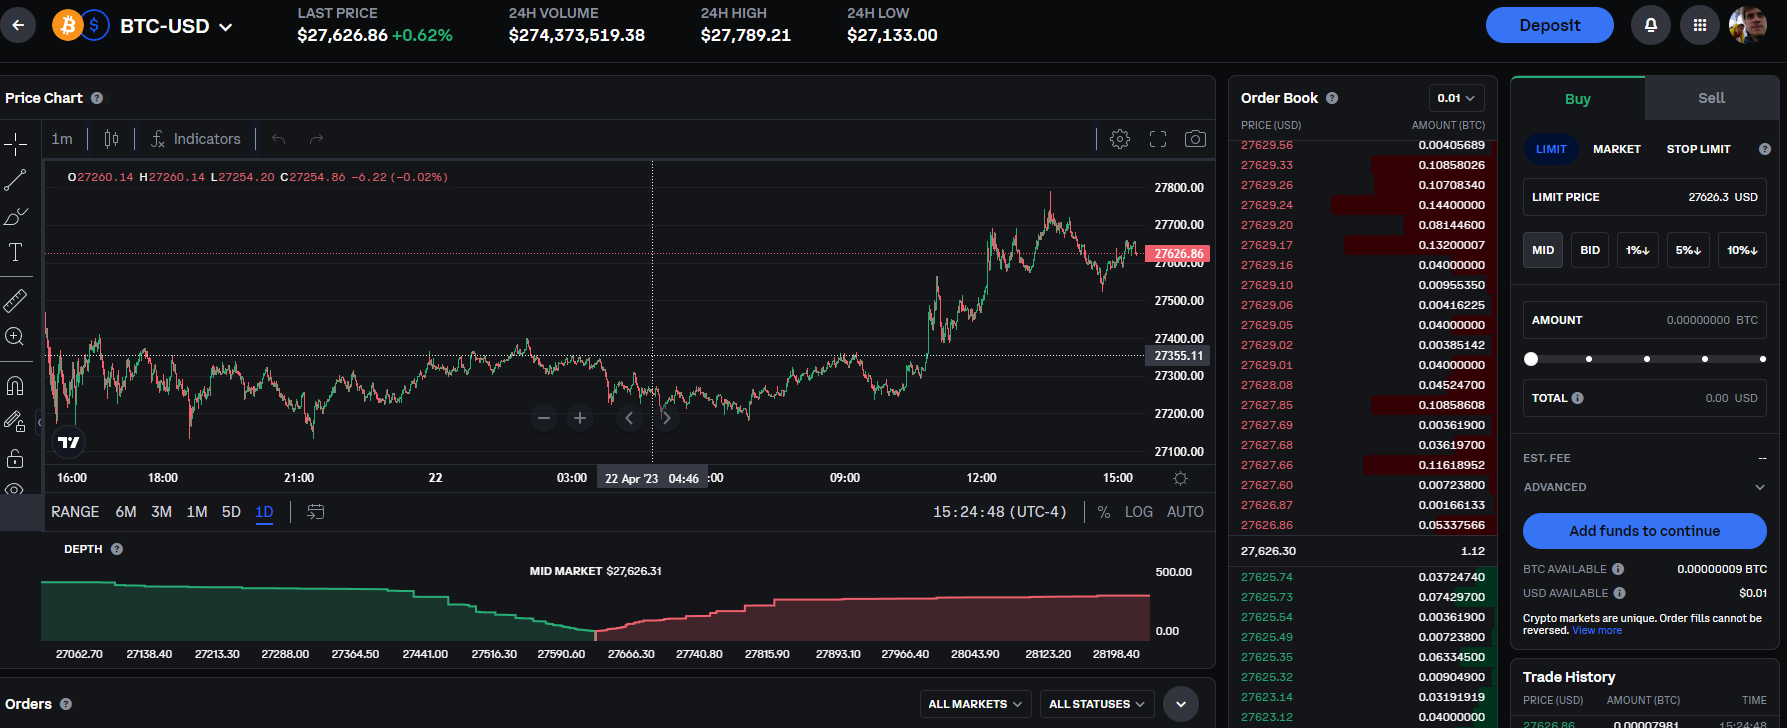 BTC-USD
LAST PRICE
$27,626.86 +0.62%
24H VOLUME
$274,373,519.38
24H HIGH
$27,789.21
24H LOW
$27,133.00
Deposit
Price Chart
1m
Indicators
O27260.14 H27260.14 L27254.20 C27254.86 −6.22 (−0.02%)
27800.00
27700.00
27626.86
27600.00
27500.00
27400.00
27355.11
27300.00
27200.00
27100.00
16:00 18:00 21:00 22 03:00 22 Apr '23 04:46 :00 09:00 12:00 15:00
RANGE 6M 3M 1M 5D 1D
15:24:48 (UTC-4) % LOG AUTO
DEPTH
MID MARKET $27,626.31
500.00
0.00
27062.70 27138.40 27213.30 27288.00 27364.50 27441.00 27516.30 27590.60 27666.30 27740.80 27815.90 27893.10 27966.40 28043.90 28123.20 28198.40
Orders
ALL MARKETS
ALL STATUSES
Order Book
0.01
PRICE (USD) AMOUNT (BTC)
27629.56 0.00405689
27629.33 0.10858026
27629.26 0.10708340
27629.24 0.14400000
27629.20 0.08144600
27629.17 0.13200007
27629.16 0.04000000
27629.10 0.00955350
27629.06 0.00416225
27629.05 0.04000000
27629.02 0.00385142
27629.01 0.04000000
27628.08 0.04524700
27627.85 0.10858608
27627.69 0.00361900
27627.68 0.03619700
27627.66 0.11618952
27627.60 0.00723800
27626.87 0.00166133
27626.86 0.05337566
27,626.30 1.12
27625.74 0.03724740
27625.73 0.07429700
27625.54 0.00361900
27625.49 0.00723800
27625.35 0.06334500
27625.32 0.00904900
27623.14 0.03191919
27623.12 0.04000000
Buy
Sell
LIMIT MARKET STOP LIMIT
LIMIT PRICE 27626.3 USD
MID BID 1%↓ 5%↓ 10%↓
AMOUNT 0.00000000 BTC
TOTAL 0.00 USD
EST. FEE --
ADVANCED
Add funds to continue
BTC AVAILABLE 0.00000009 BTC
USD AVAILABLE $0.01
Crypto markets are unique. Order fills cannot be
reversed. View more
Trade History
PRICE (USD) AMOUNT (BTC) TIME
27626.86 0.00007981 15:24:48